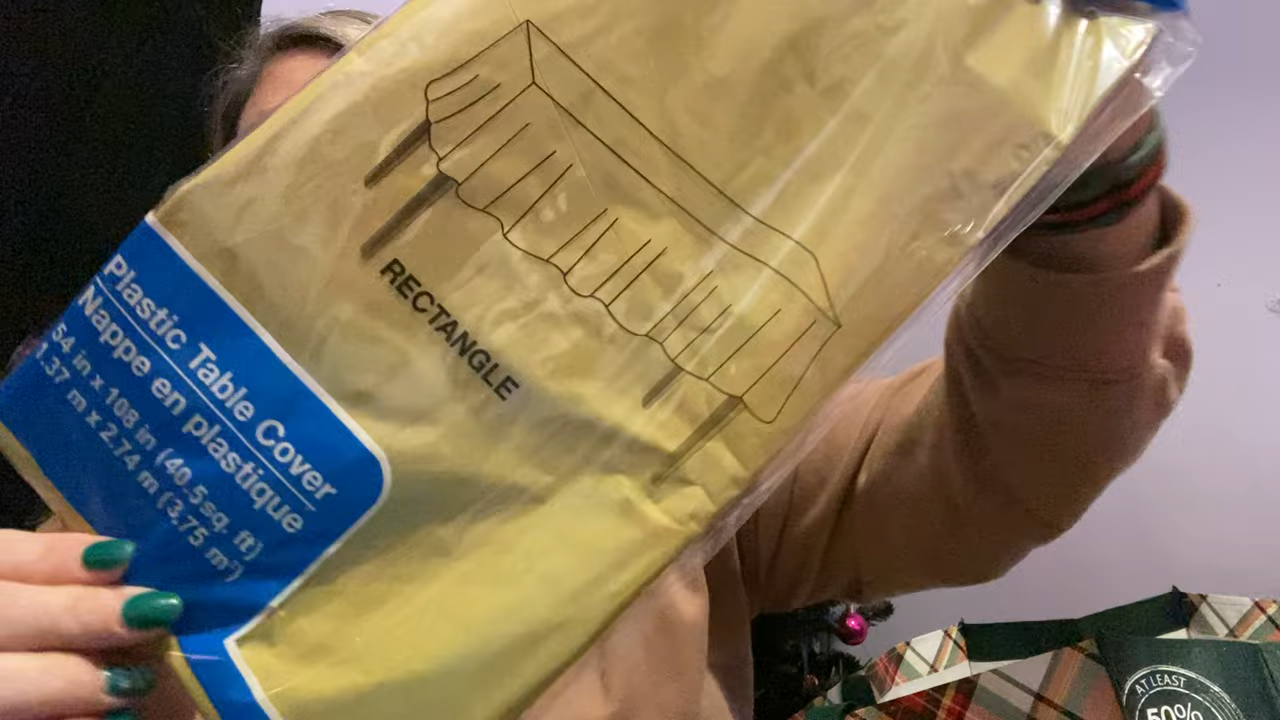 RECTANGLE
Plastic Table Cover
Nappe en plastique
54 in x 108 in (40.5 sq. ft)
1.37 m x 2.74 m (3.75 m²)
AT LEAST
50%